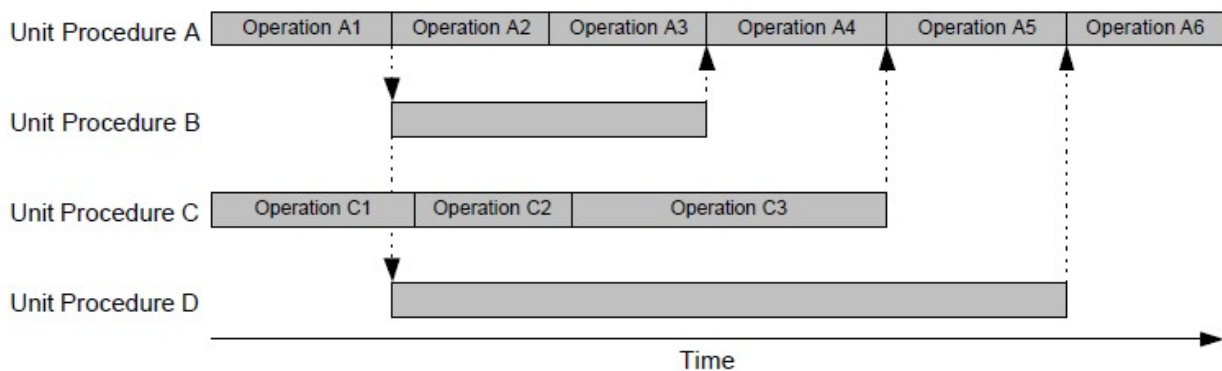 Unit Procedure A
Operation A1
Operation A2
Operation A3
Operation A4
Operation A5
Operation A6
Unit Procedure B
Unit Procedure C
Operation C1
Operation C2
Operation C3
Unit Procedure D
Time